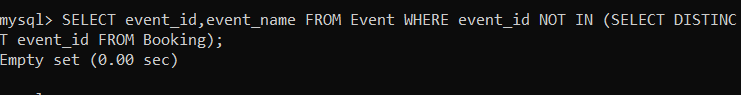 mysql> SELECT event_id,event_name FROM Event WHERE event_id NOT IN (SELECT DISTINC
T event_id FROM Booking);
Empty set (0.00 sec)